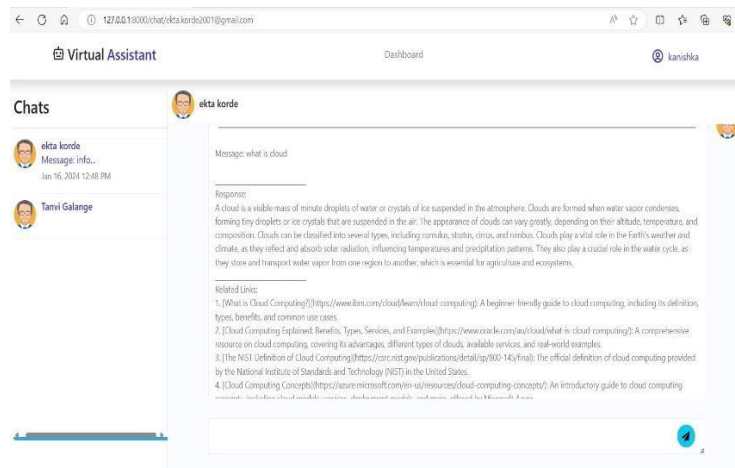 127.0.0.1:8000/chat/ekta.korde2001@gmail.com
Virtual Assistant
Dashboard
kanishka
Chats
ekta korde
ekta korde
Message: info...
Jan 16, 2024 12:48 PM
Tanvi Galange
Message: what is cloud
Response:
A cloud is a visible mass of minute droplets of water or crystals of ice suspended in the atmosphere. Clouds are formed when water vapor condenses,
forming tiny droplets or ice crystals that are suspended in the air. The appearance of clouds can vary greatly, depending on their altitude, temperature, and
composition. Clouds can be classified into several types, including cumulus, stratus, cirrus, and nimbus. Clouds play a vital role in the Earth's weather and
climate, as they reflect and absorb solar radiation, influencing temperatures and precipitation patterns. They also play a crucial role in the water cycle, as
they store and transport water vapor from one region to another, which is essential for agriculture and ecosystems.
Related Links:
1. [What is Cloud Computing?](https://www.ibm.com/cloud/learn/cloud-computing): A beginner-friendly guide to cloud computing, including its definition,
types, benefits, and common use cases.
2. [Cloud Computing Explained: Benefits, Types, Services, and Examples](https://www.oracle.com/au/cloud/what-is-cloud-computing/): A comprehensive
resource on cloud computing, covering its advantages, different types of clouds, available services, and real-world examples.
3. [The NIST Definition of Cloud Computing](https://csrc.nist.gov/publications/detail/sp/800-145/final): The official definition of cloud computing provided
by the National Institute of Standards and Technology (NIST) in the United States.
4. [Cloud Computing Concepts](https://azure.microsoft.com/en-us/resources/cloud-computing-concepts/): An introductory guide to cloud computing
concepts, including cloud models, services, deployment models, and more, offered by Microsoft Azure.